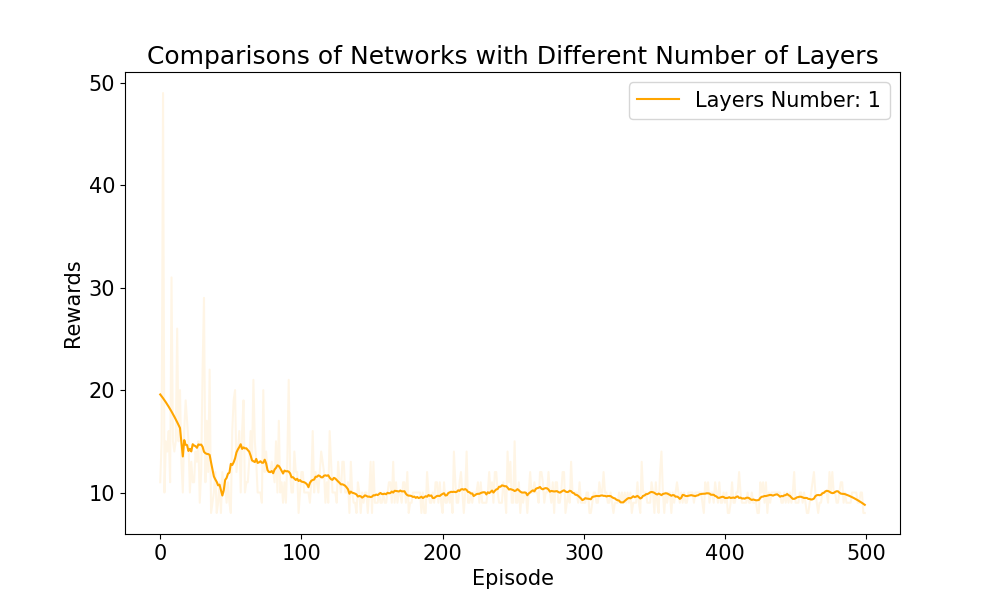 Comparisons of Networks with Different Number of Layers
Layers Number: 1
Rewards
50
40
30
20
10
0 100 200 300 400 500
Episode